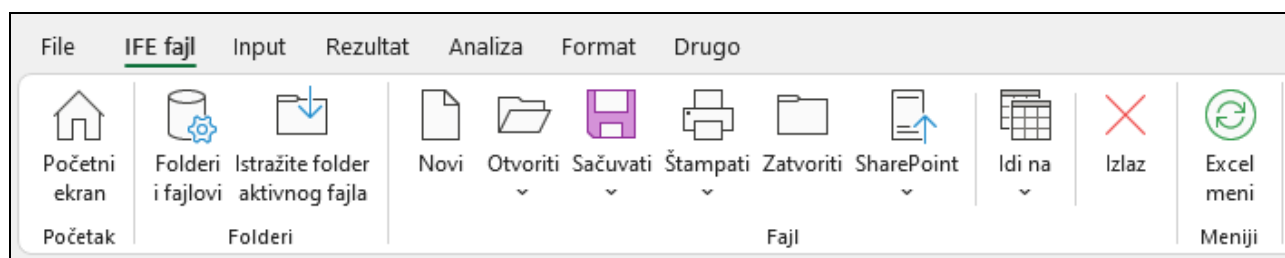 File IFE fajl Input Rezultat Analiza Format Drugo
Početni Folderi Istražite folder Novi Otvoriti Sačuvati Štampati Zatvoriti SharePoint Idi na Izlaz Excel
ekran i fajlovi aktivnog fajla meni
Početak Folderi Fajl Meniji